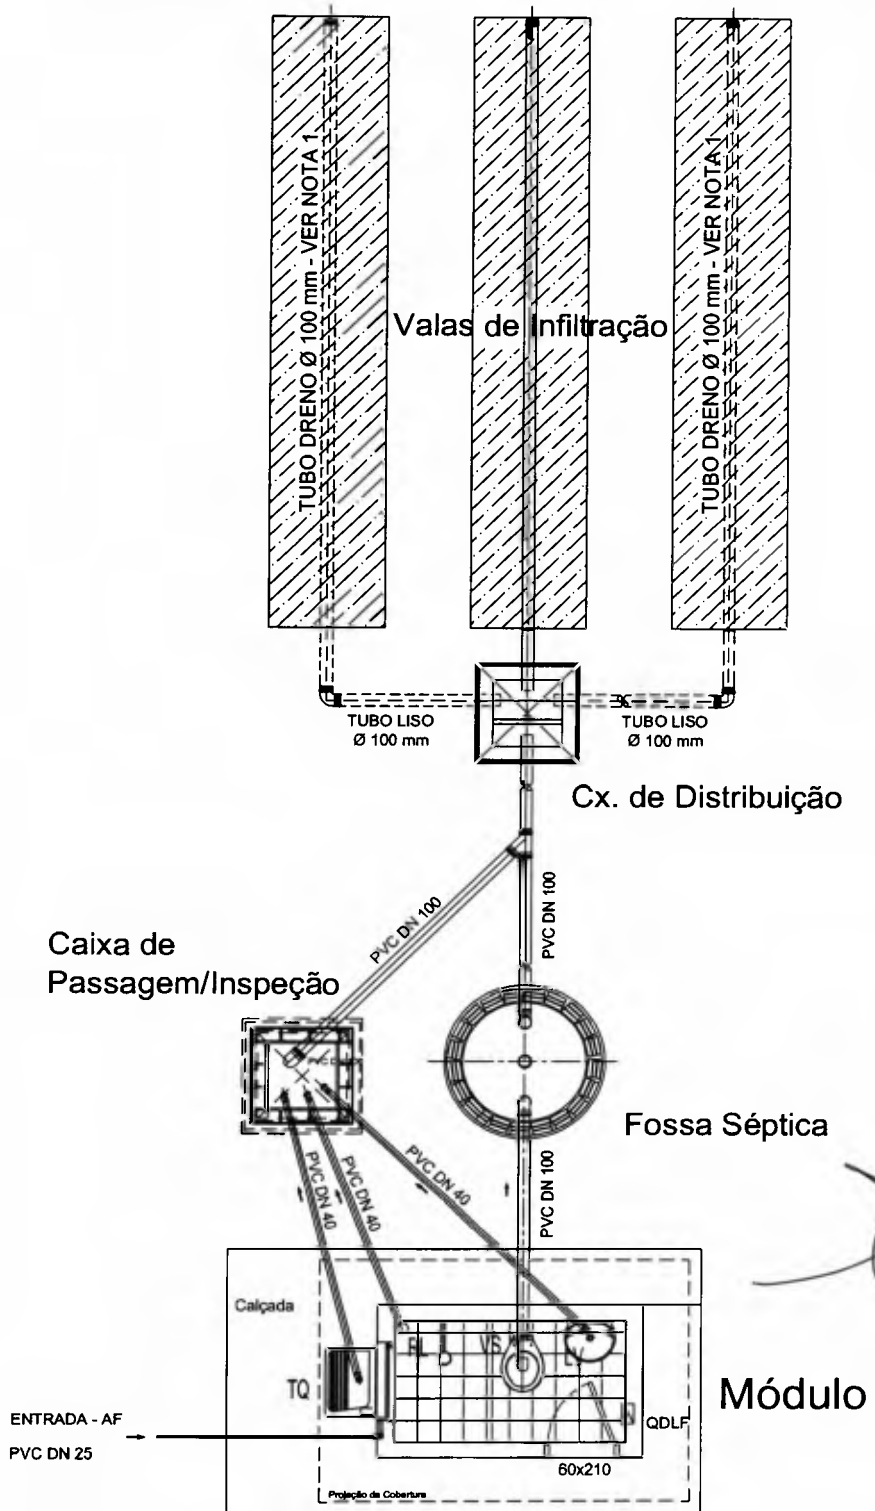 TUBO DRENO Ø 100 mm - VER NOTA 1
TUBO DRENO Ø 100 mm - VER NOTA 1
Valas de Infiltração
TUBO LISO
Ø 100 mm
TUBO LISO
Ø 100 mm
Cx. de Distribuição
PVC DN 100
PVC DN 100
Caixa de
Passagem/Inspeção
Fossa Séptica
PVC DN 40
PVC DN 40
PVC DN 40
PVC DN 100
Calçada
RL
VS
TQ
Módulo
QDLF
ENTRADA - AF
PVC DN 25
60x210
Projeção da Cobertura